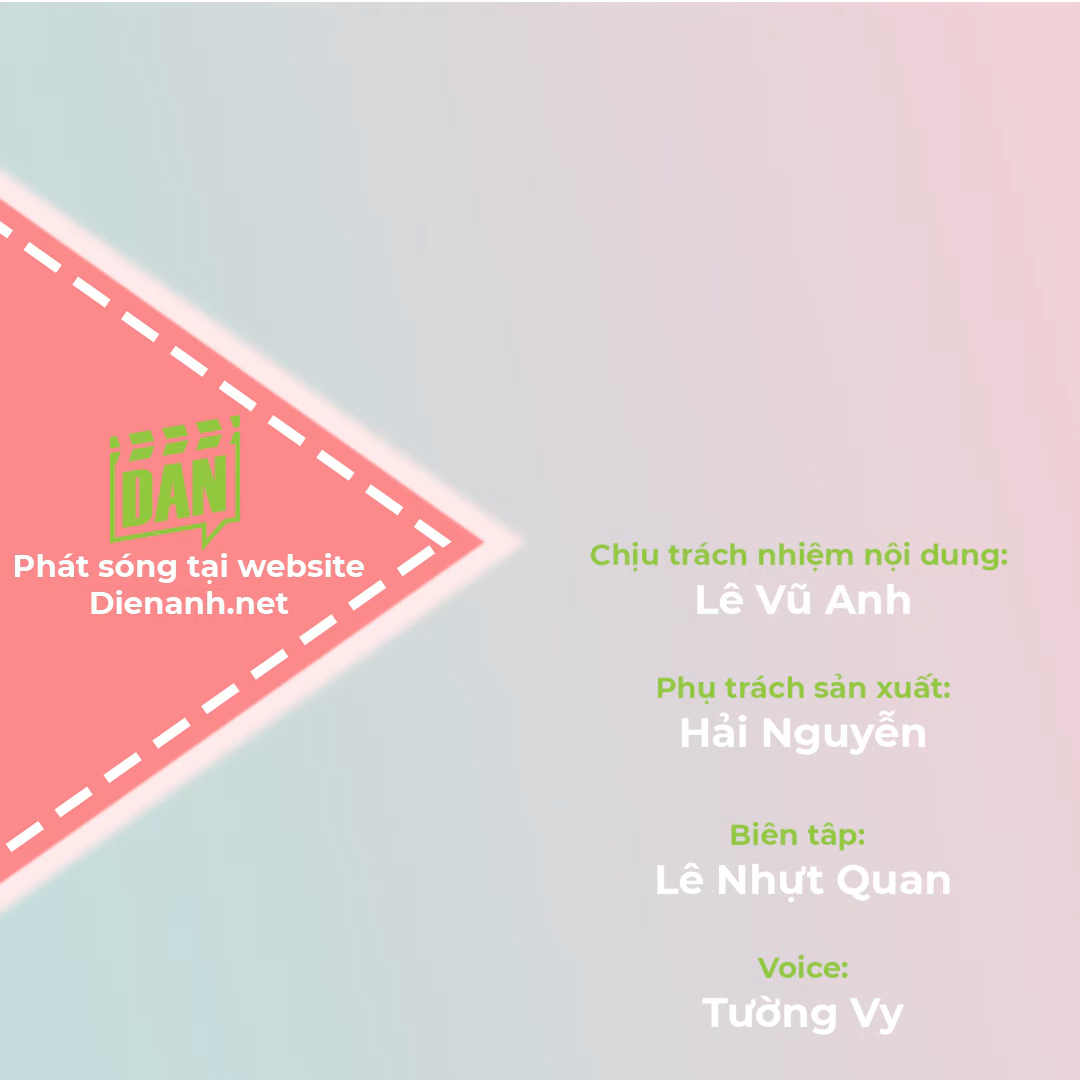 DAN
Phát sóng tại website
Dienanh.net
Chịu trách nhiệm nội dung:
Lê Vũ Anh
Phụ trách sản xuất:
Hải Nguyễn
Biên tâp:
Lê Nhựt Quan
Voice:
Tường Vy